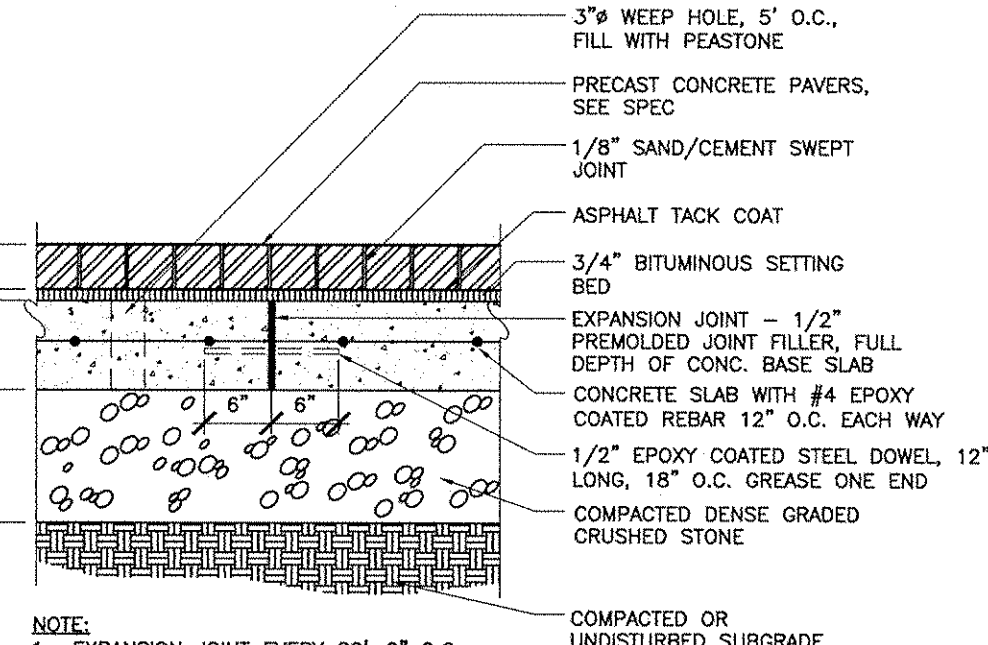 3"ø WEEP HOLE, 5' O.C.,
FILL WITH PEASTONE
PRECAST CONCRETE PAVERS,
SEE SPEC
1/8" SAND/CEMENT SWEPT
JOINT
ASPHALT TACK COAT
3/4" BITUMINOUS SETTING
BED
EXPANSION JOINT – 1/2"
PREMOLDED JOINT FILLER, FULL
DEPTH OF CONC. BASE SLAB
CONCRETE SLAB WITH #4 EPOXY
COATED REBAR 12" O.C. EACH WAY
1/2" EPOXY COATED STEEL DOWEL, 12"
LONG, 18" O.C. GREASE ONE END
COMPACTED DENSE GRADED
CRUSHED STONE
COMPACTED OR
UNDISTURBED SUBGRADE
6" 6"
NOTE:
EXPANSION JOINT EVERY